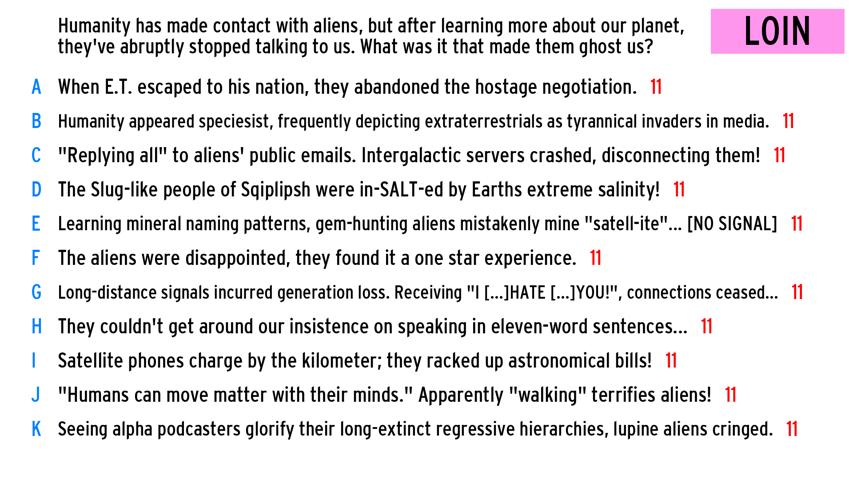 Humanity has made contact with aliens, but after learning more about our planet,
they've abruptly stopped talking to us. What was it that made them ghost us?
LOIN
A When E.T. escaped to his nation, they abandoned the hostage negotiation. 11
B Humanity appeared speciesist, frequently depicting extraterrestrials as tyrannical invaders in media. 11
C "Replying all" to aliens' public emails. Intergalactic servers crashed, disconnecting them! 11
D The Slug-like people of Sqiplipsh were in-SALT-ed by Earths extreme salinity! 11
E Learning mineral naming patterns, gem-hunting aliens mistakenly mine "satell-ite"... [NO SIGNAL] 11
F The aliens were disappointed, they found it a one star experience. 11
G Long-distance signals incurred generation loss. Receiving "I [...]HATE [...]YOU!", connections ceased... 11
H They couldn't get around our insistence on speaking in eleven-word sentences... 11
I Satellite phones charge by the kilometer; they racked up astronomical bills! 11
J "Humans can move matter with their minds." Apparently "walking" terrifies aliens! 11
K Seeing alpha podcasters glorify their long-extinct regressive hierarchies, lupine aliens cringed. 11